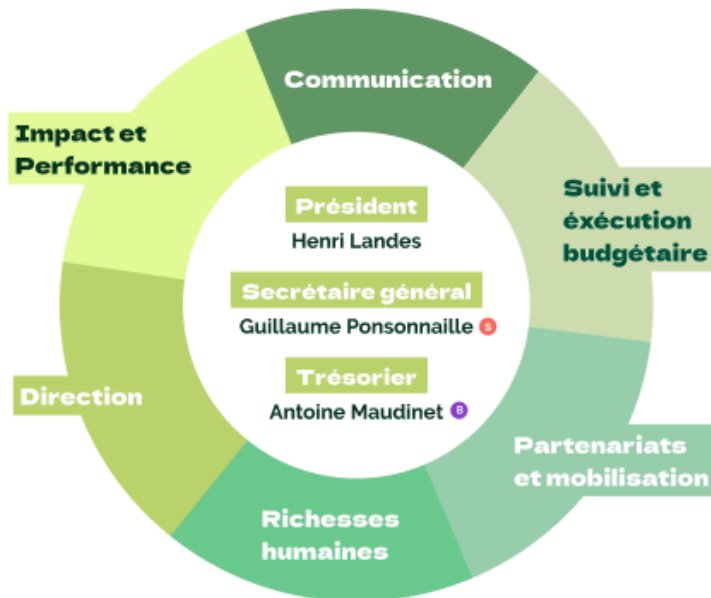 Communication
Impact et
Performance
Suivi et
éxécution
budgétaire
Président
Henri Landes
Secrétaire général
Guillaume Ponsonnaille S
Trésorier
Antoine Maudinet B
Direction
Partenariats
et mobilisation
Richesses
humaines